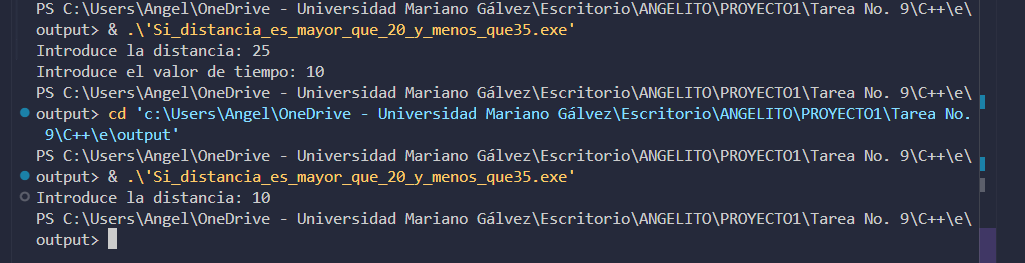 PS C:\Users\Angel\OneDrive - Universidad Mariano Gálvez\Escritorio\ANGELITO\PROYECTO1\Tarea No. 9\C++\e\
output> & .\'Si_distancia_es_mayor_que_20_y_menos_que35.exe'
Introduce la distancia: 25
Introduce el valor de tiempo: 10
PS C:\Users\Angel\OneDrive - Universidad Mariano Gálvez\Escritorio\ANGELITO\PROYECTO1\Tarea No. 9\C++\e\
output> cd 'c:\Users\Angel\OneDrive - Universidad Mariano Gálvez\Escritorio\ANGELITO\PROYECTO1\Tarea No.
9\C++\e\output'
PS C:\Users\Angel\OneDrive - Universidad Mariano Gálvez\Escritorio\ANGELITO\PROYECTO1\Tarea No. 9\C++\e\
output> & .\'Si_distancia_es_mayor_que_20_y_menos_que35.exe'
Introduce la distancia: 10
PS C:\Users\Angel\OneDrive - Universidad Mariano Gálvez\Escritorio\ANGELITO\PROYECTO1\Tarea No. 9\C++\e\
output>